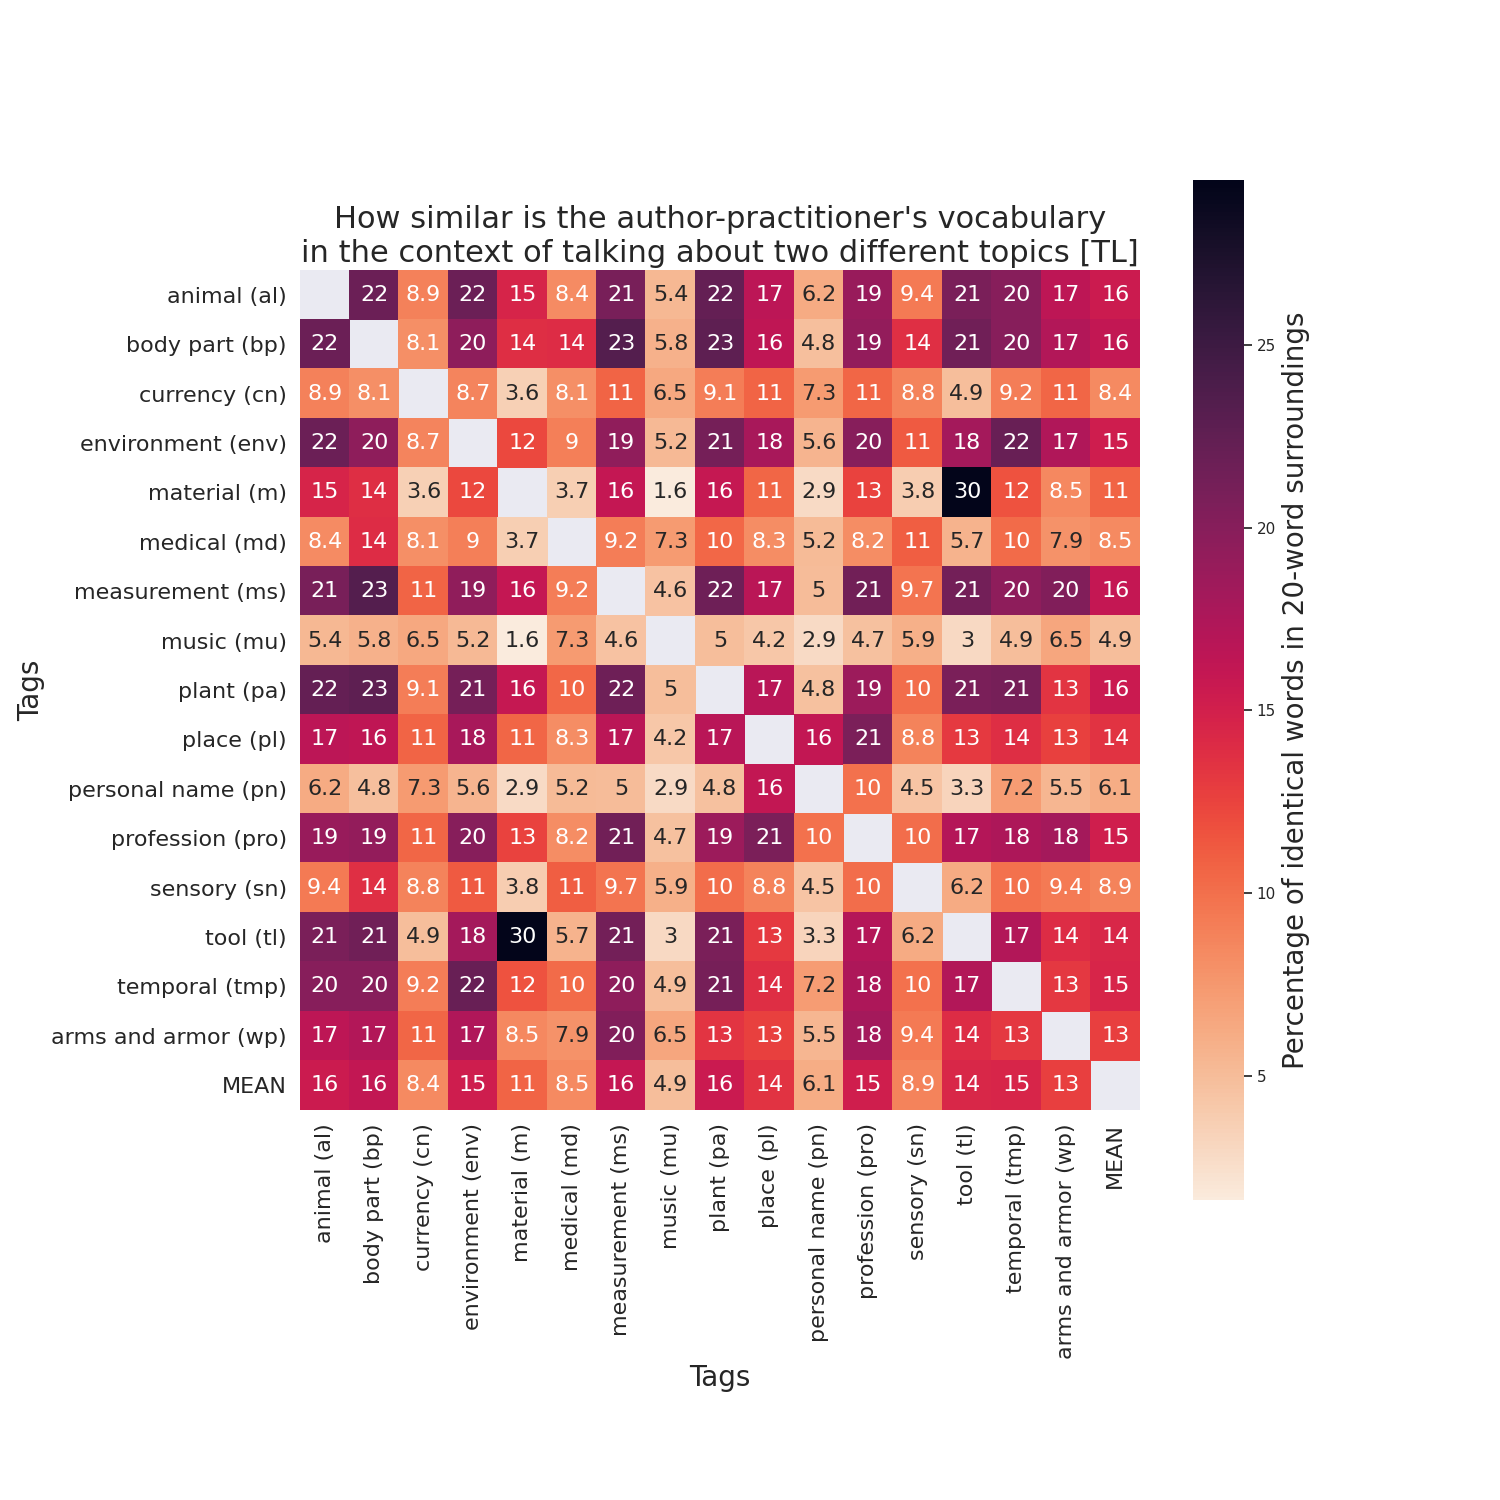 How similar is the author-practitioner's vocabulary
in the context of talking about two different topics [TL]
animal (al) 22 8.9 22 15 8.4 21 5.4 22 17 6.2 19 9.4 21 20 17 16
body part (bp) 22 8.1 20 14 14 23 5.8 23 16 4.8 19 14 21 20 17 16
currency (cn) 8.9 8.1 8.7 3.6 8.1 11 6.5 9.1 11 7.3 11 8.8 4.9 9.2 11 8.4
environment (env) 22 20 8.7 12 9 19 5.2 21 18 5.6 20 11 18 22 17 15
material (m) 15 14 3.6 12 3.7 16 1.6 16 11 2.9 13 3.8 30 12 8.5 11
medical (md) 8.4 14 8.1 9 3.7 9.2 7.3 10 8.3 5.2 8.2 11 5.7 10 7.9 8.5
measurement (ms) 21 23 11 19 16 9.2 4.6 22 17 5 21 9.7 21 20 20 16
music (mu) 5.4 5.8 6.5 5.2 1.6 7.3 4.6 5 4.2 2.9 4.7 5.9 3 4.9 6.5 4.9
plant (pa) 22 23 9.1 21 16 10 22 5 17 4.8 19 10 21 21 13 16
place (pl) 17 16 11 18 11 8.3 17 4.2 17 16 21 8.8 13 14 13 14
personal name (pn) 6.2 4.8 7.3 5.6 2.9 5.2 5 2.9 4.8 16 10 4.5 3.3 7.2 5.5 6.1
profession (pro) 19 19 11 20 13 8.2 21 4.7 19 21 10 10 17 18 18 15
sensory (sn) 9.4 14 8.8 11 3.8 11 9.7 5.9 10 8.8 4.5 10 6.2 10 9.4 8.9
tool (tl) 21 21 4.9 18 30 5.7 21 3 21 13 3.3 17 6.2 17 14 14
temporal (tmp) 20 20 9.2 22 12 10 20 4.9 21 14 7.2 18 10 17 13 15
arms and armor (wp) 17 17 11 17 8.5 7.9 20 6.5 13 13 5.5 18 9.4 14 13 13
MEAN 16 16 8.4 15 11 8.5 16 4.9 16 14 6.1 15 8.9 14 15 13
Tags
animal (al)
body part (bp)
currency (cn)
environment (env)
material (m)
medical (md)
measurement (ms)
music (mu)
plant (pa)
place (pl)
personal name (pn)
profession (pro)
sensory (sn)
tool (tl)
temporal (tmp)
arms and armor (wp)
MEAN
Tags
25
20
15
10
5
Percentage of identical words in 20-word surroundings